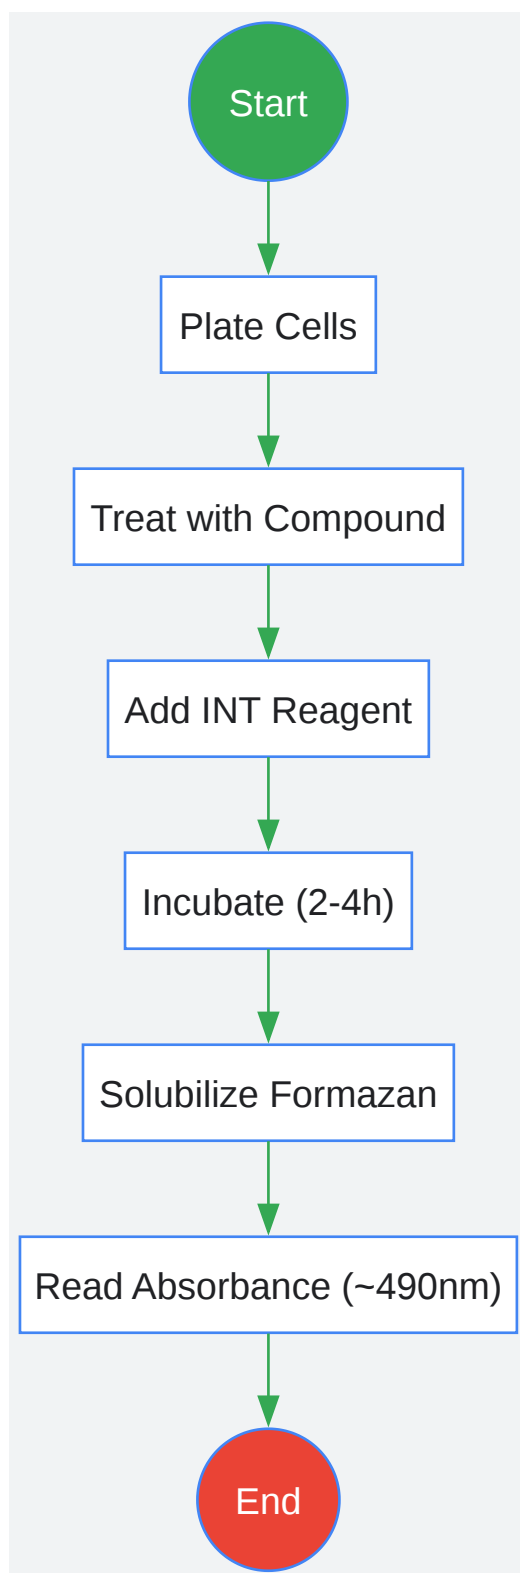 Start
Plate Cells
Treat with Compound
Add INT Reagent
Incubate (2-4h)
Solubilize Formazan
Read Absorbance (~490nm)
End